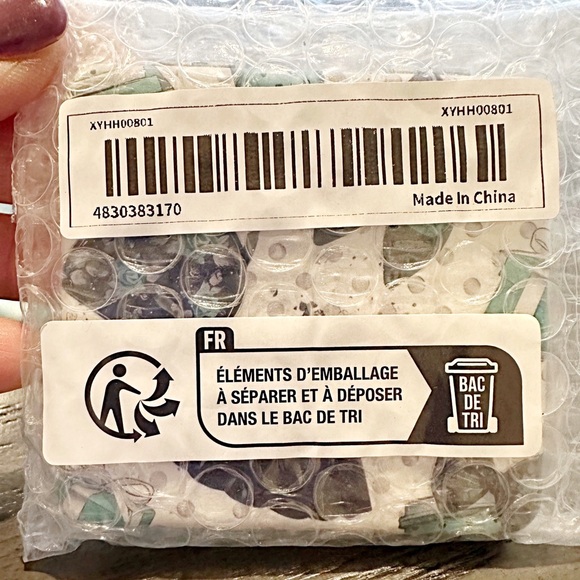 XYHH00801 XYHH00801
4830383170 Made In China
FR
ÉLÉMENTS D'EMBALLAGE
À SÉPARER ET À DÉPOSER
DANS LE BAC DE TRI
BAC
DE
TRI